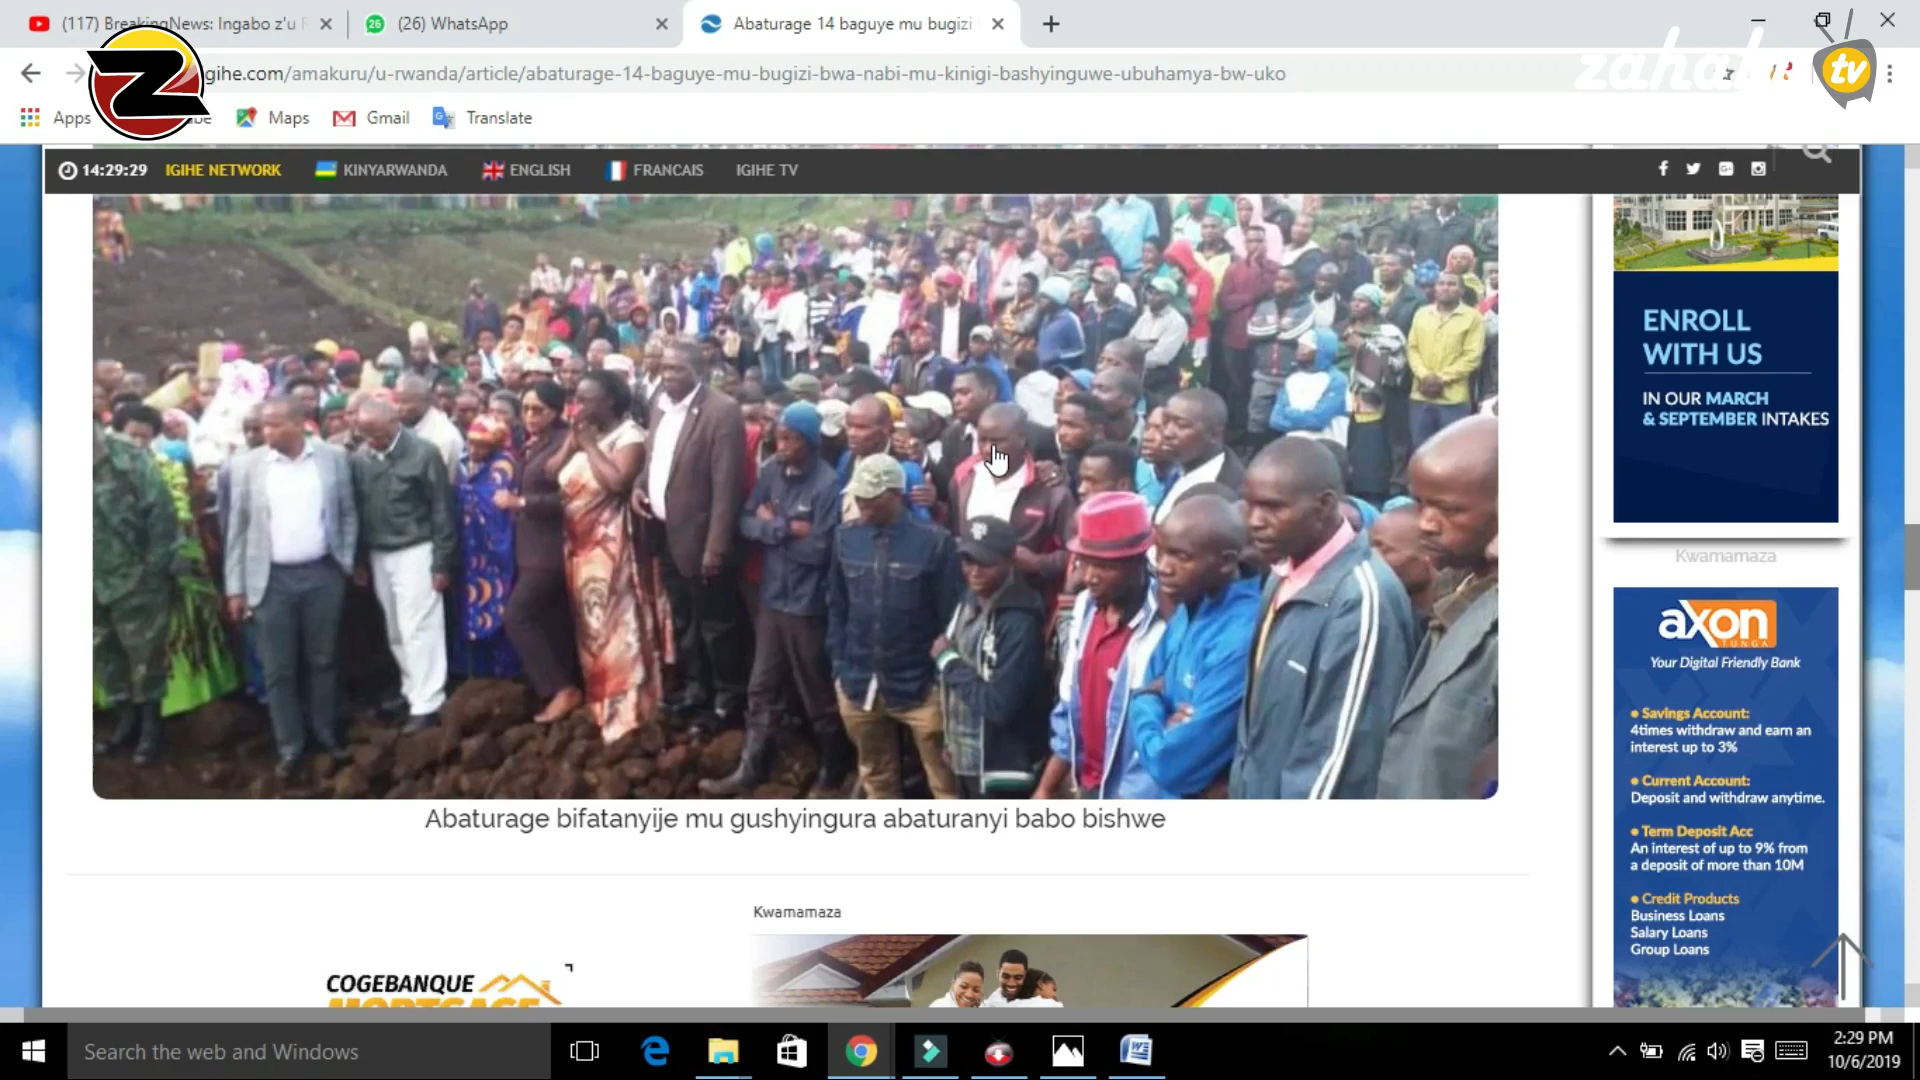 (117) BreakingNews: Ingabo z'u
26
(26) WhatsApp
Abaturage 14 baguye mu bugizi
zahabu tv
Z
gihe.com/amakuru/u-rwanda/article/abaturage-14-baguye-mu-bugizi-bwa-nabi-mu-kinigi-bashyinguwe-ubuhamya-bw-uko
Apps
Maps
Gmail
Translate
14:29:29
IGIHE NETWORK
KINYARWANDA
ENGLISH
FRANCAIS
IGIHE TV
ENROLL
WITH US
IN OUR MARCH
& SEPTEMBER INTAKES
Kwamamaza
axon
TUNGA
Your Digital Friendly Bank
• Savings Account:
4times withdraw and earn an
interest up to 3%
• Current Account:
Deposit and withdraw anytime.
• Term Deposit Acc
An interest of up to 9% from
a deposit of more than 10M
• Credit Products
Business Loans
Salary Loans
Group Loans
Abaturage bifatanyije mu gushyingura abaturanyi babo bishwe
Kwamamaza
COGEBANQUE
MORTGAGE
Search the web and Windows
2:29 PM
10/6/2019